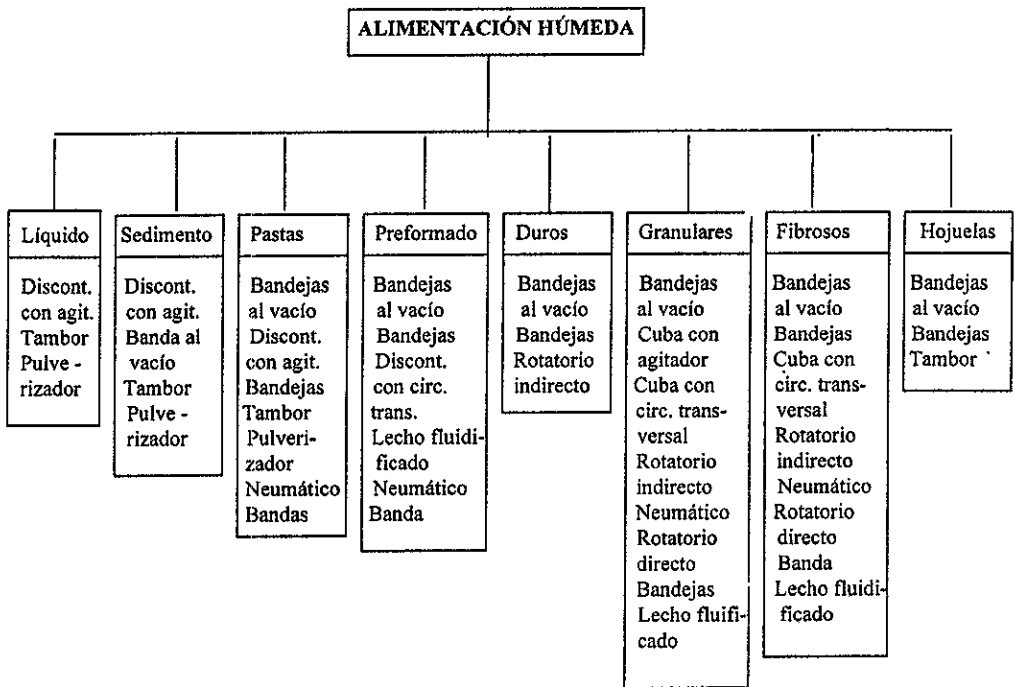 ALIMENTACIÓN HÚMEDA
Líquido
Discont.
con agit.
Tambor
Pulve -
rizador
Sedimento
Discont.
con agit.
Banda al
vacío
Tambor
Pulve -
rizador
Pastas
Bandejas
al vacío
Discont.
con agit.
Bandejas
Tambor
Pulveri-
zador
Neumático
Bandas
Preformado
Bandejas
al vacío
Bandejas
Discont.
con circ.
trans.
Lecho fluidi-
ficado
Neumático
Banda
Duros
Bandejas
al vacío
Bandejas
Rotatorio
indirecto
Granulares
Bandejas
al vacío
Cuba con
agitador
Cuba con
circ. trans-
versal
Rotatorio
indirecto
Neumático
Rotatorio
directo
Bandejas
Lecho fluifi-
cado
Fibrosos
Bandejas
al vacío
Bandejas
Cuba con
circ. trans-
versal
Rotatorio
indirecto
Neumático
Rotatorio
directo
Banda
Lecho fluidi-
ficado
Hojuelas
Bandejas
al vacío
Bandejas
Tambor